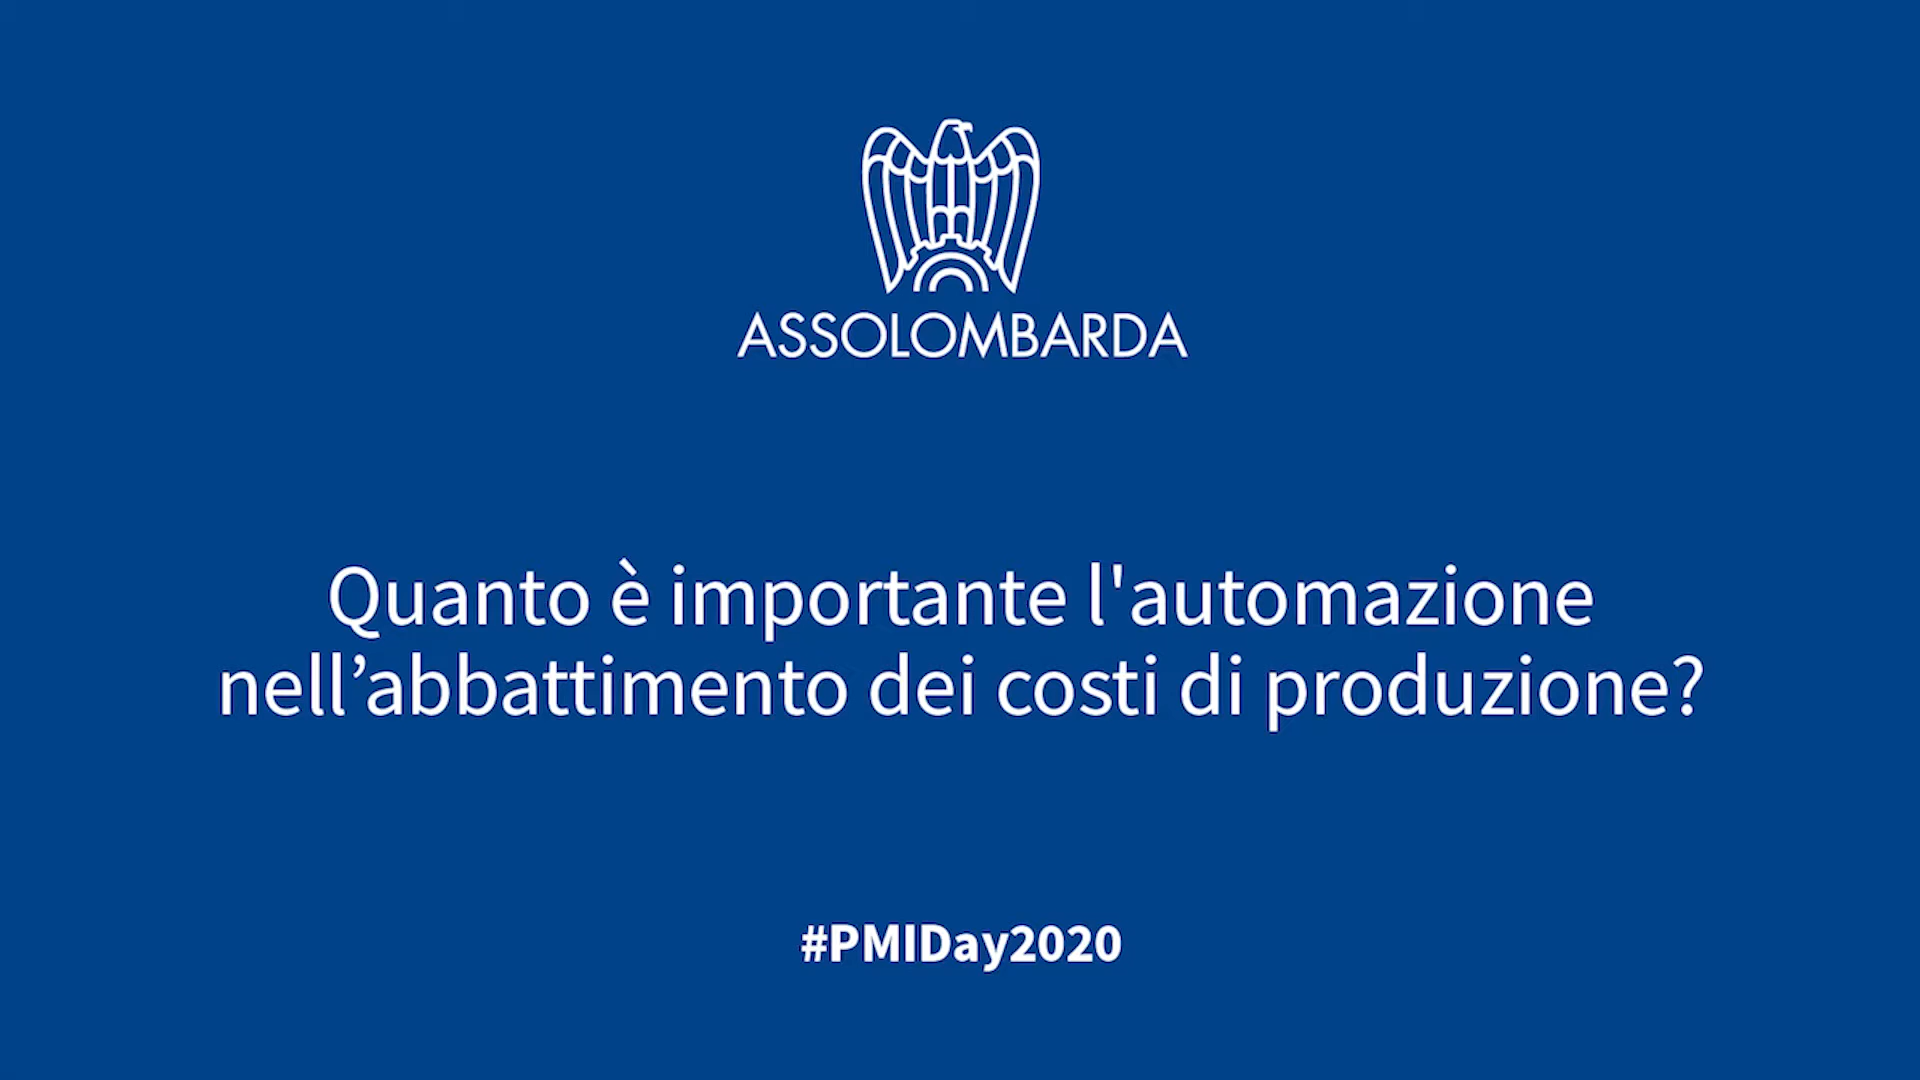 ASSOLOMBARDA
Quanto è importante l'automazione
nell’abbattimento dei costi di produzione?
#PMIDay2020